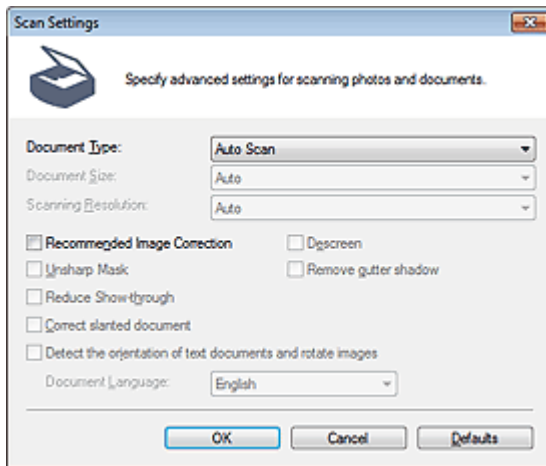 Scan Settings
Specify advanced settings for scanning photos and documents.
Document Type: Auto Scan
Document Size: Auto
Scanning Resolution: Auto
Recommended Image Correction Descreen
Unsharp Mask Remove gutter shadow
Reduce Show-through
Correct slanted document
Detect the orientation of text documents and rotate images
Document Language: English
OK Cancel Defaults